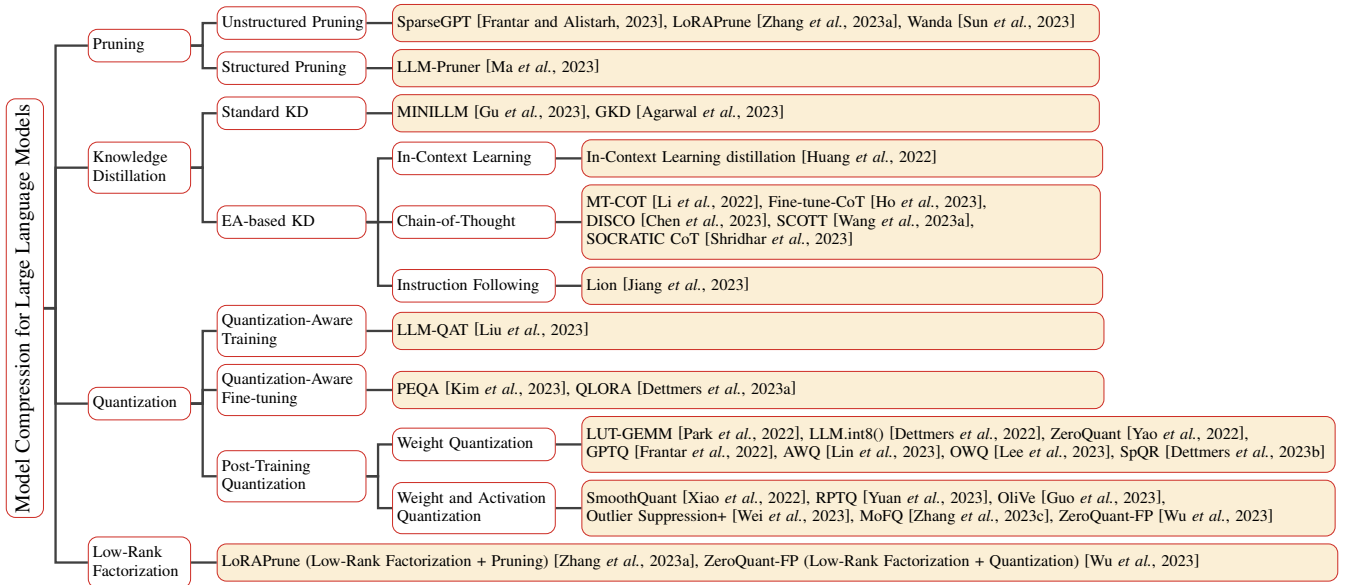 Model Compression for Large Language Models
Pruning
Unstructured Pruning
SparseGPT [Frantar and Alistarh, 2023], LoRAPrune [Zhang et al., 2023a], Wanda [Sun et al., 2023]
Structured Pruning
LLM-Pruner [Ma et al., 2023]
Knowledge
Distillation
Standard KD
MINILLM [Gu et al., 2023], GKD [Agarwal et al., 2023]
EA-based KD
In-Context Learning
In-Context Learning distillation [Huang et al., 2022]
Chain-of-Thought
MT-COT [Li et al., 2022], Fine-tune-CoT [Ho et al., 2023],
DISCO [Chen et al., 2023], SCOTT [Wang et al., 2023a],
SOCRATIC CoT [Shridhar et al., 2023]
Instruction Following
Lion [Jiang et al., 2023]
Quantization
Quantization-Aware
Training
LLM-QAT [Liu et al., 2023]
Quantization-Aware
Fine-tuning
PEQA [Kim et al., 2023], QLORA [Dettmers et al., 2023a]
Post-Training
Quantization
Weight Quantization
LUT-GEMM [Park et al., 2022], LLM.int8() [Dettmers et al., 2022], ZeroQuant [Yao et al., 2022],
GPTQ [Frantar et al., 2022], AWQ [Lin et al., 2023], OWQ [Lee et al., 2023], SpQR [Dettmers et al., 2023b]
Weight and Activation
Quantization
SmoothQuant [Xiao et al., 2022], RPTQ [Yuan et al., 2023], OliVe [Guo et al., 2023],
Outlier Suppression+ [Wei et al., 2023], MoFQ [Zhang et al., 2023c], ZeroQuant-FP [Wu et al., 2023]
Low-Rank
Factorization
LoRAPrune (Low-Rank Factorization + Pruning) [Zhang et al., 2023a], ZeroQuant-FP (Low-Rank Factorization + Quantization) [Wu et al., 2023]